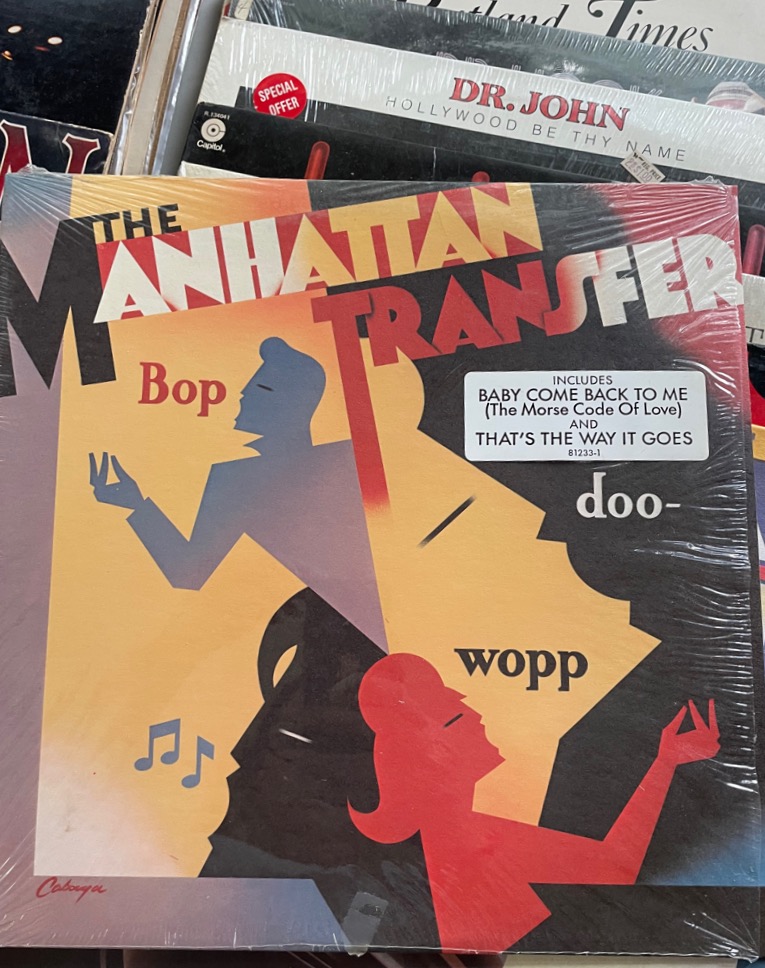 Times
SPECIAL
OFFER
DR. JOHN
HOLLYWOOD BE THY NAME
Capitol
THE
MANHATTAN
TRANSFER
Bop
INCLUDES
BABY COME BACK TO ME
(The Morse Code Of Love)
AND
THAT'S THE WAY IT GOES
81233-1
doo-
wopp